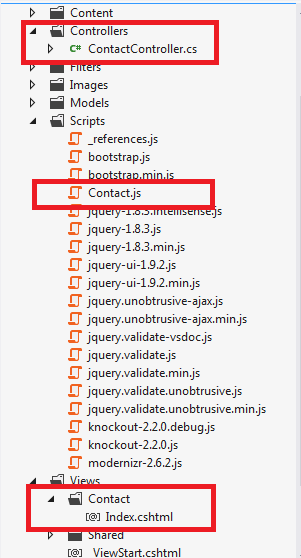 Content
Controllers
C# ContactController.cs
Filters
Images
Models
Scripts
_references.js
bootstrap.js
bootstrap.min.js
Contact.js
jquery-1.8.3.intellisense.js
jquery-1.8.3.js
jquery-1.8.3.min.js
jquery-ui-1.9.2.js
jquery-ui-1.9.2.min.js
jquery.unobtrusive-ajax.js
jquery.unobtrusive-ajax.min.js
jquery.validate-vsdoc.js
jquery.validate.js
jquery.validate.min.js
jquery.validate.unobtrusive.js
jquery.validate.unobtrusive.min.js
knockout-2.2.0.debug.js
knockout-2.2.0.js
modernizr-2.6.2.js
Views
Contact
[@] Index.cshtml
Shared
[@] _ViewStart.cshtml